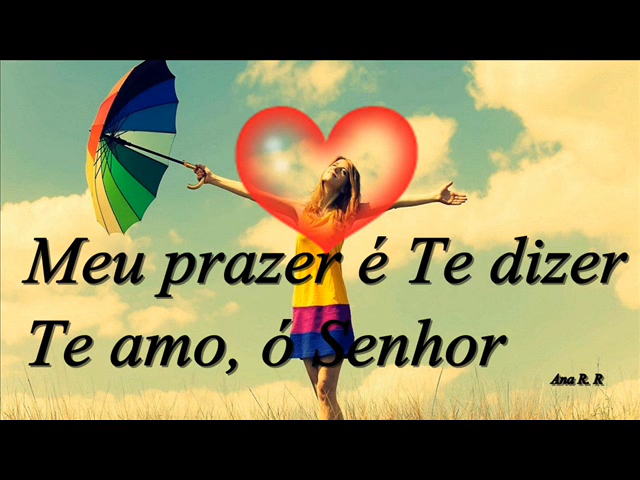 Meu prazer é Te dizer
Te amo, ó Senhor
Ana R. R